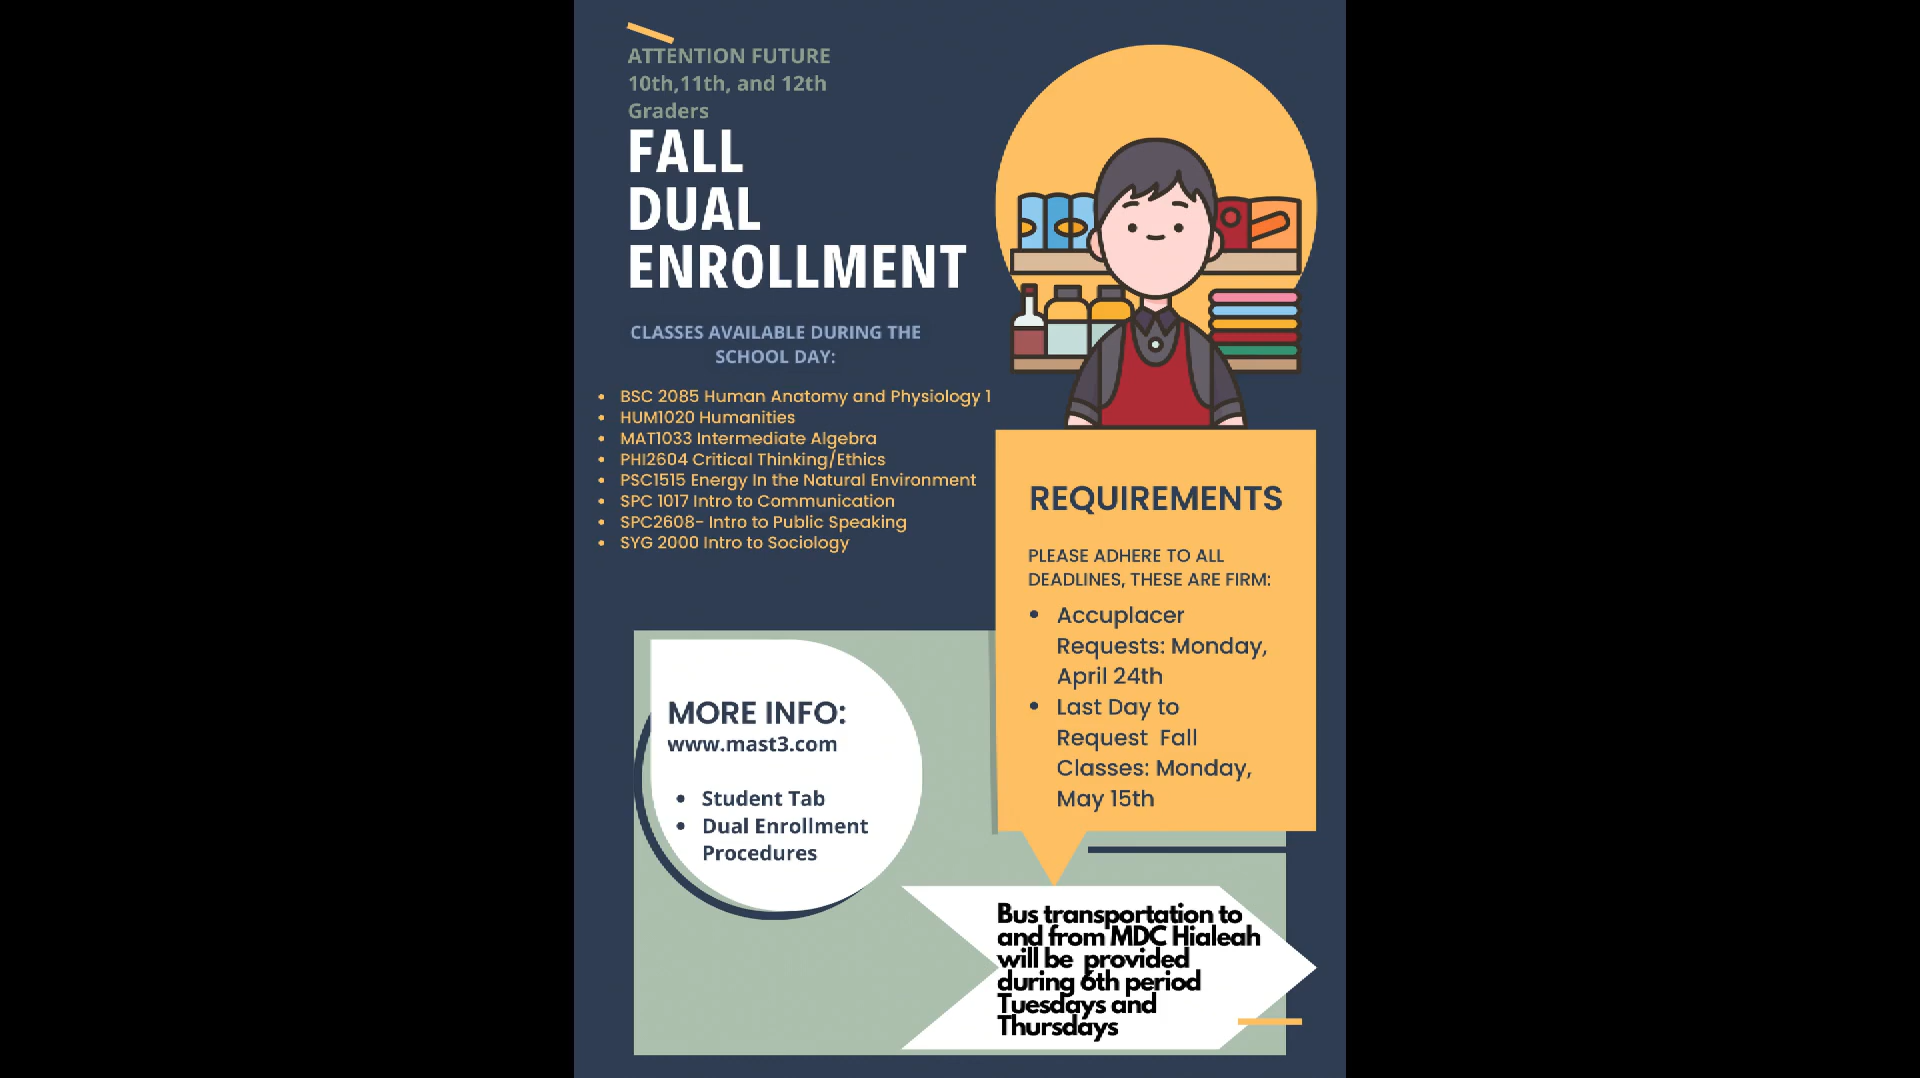 ATTENTION FUTURE
10th,11th, and 12th
Graders
FALL
DUAL
ENROLLMENT
CLASSES AVAILABLE DURING THE
SCHOOL DAY:
• BSC 2085 Human Anatomy and Physiology 1
• HUM1020 Humanities
• MAT1033 Intermediate Algebra
• PHI2604 Critical Thinking/Ethics
• PSC1515 Energy In the Natural Environment
• SPC 1017 Intro to Communication
• SPC2608- Intro to Public Speaking
• SYG 2000 Intro to Sociology
REQUIREMENTS
PLEASE ADHERE TO ALL
DEADLINES, THESE ARE FIRM:
• Accuplacer
Requests: Monday,
April 24th
• Last Day to
Request Fall
Classes: Monday,
May 15th
MORE INFO:
www.mast3.com
• Student Tab
• Dual Enrollment
Procedures
Bus transportation to
and from MDC Hialeah
will be provided
during 6th period
Tuesdays and
Thursdays